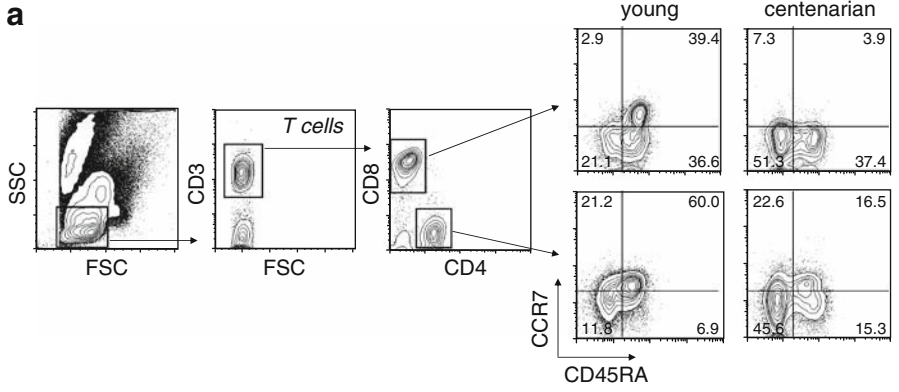 a
young
centenarian
2.9 39.4
7.3 3.9
T cells
SSC
CD3
CD8
21.1 36.6
51.3 37.4
21.2 60.0
22.6 16.5
FSC
FSC
CD4
CCR7
11.8 6.9
45.6 15.3
CD45RA